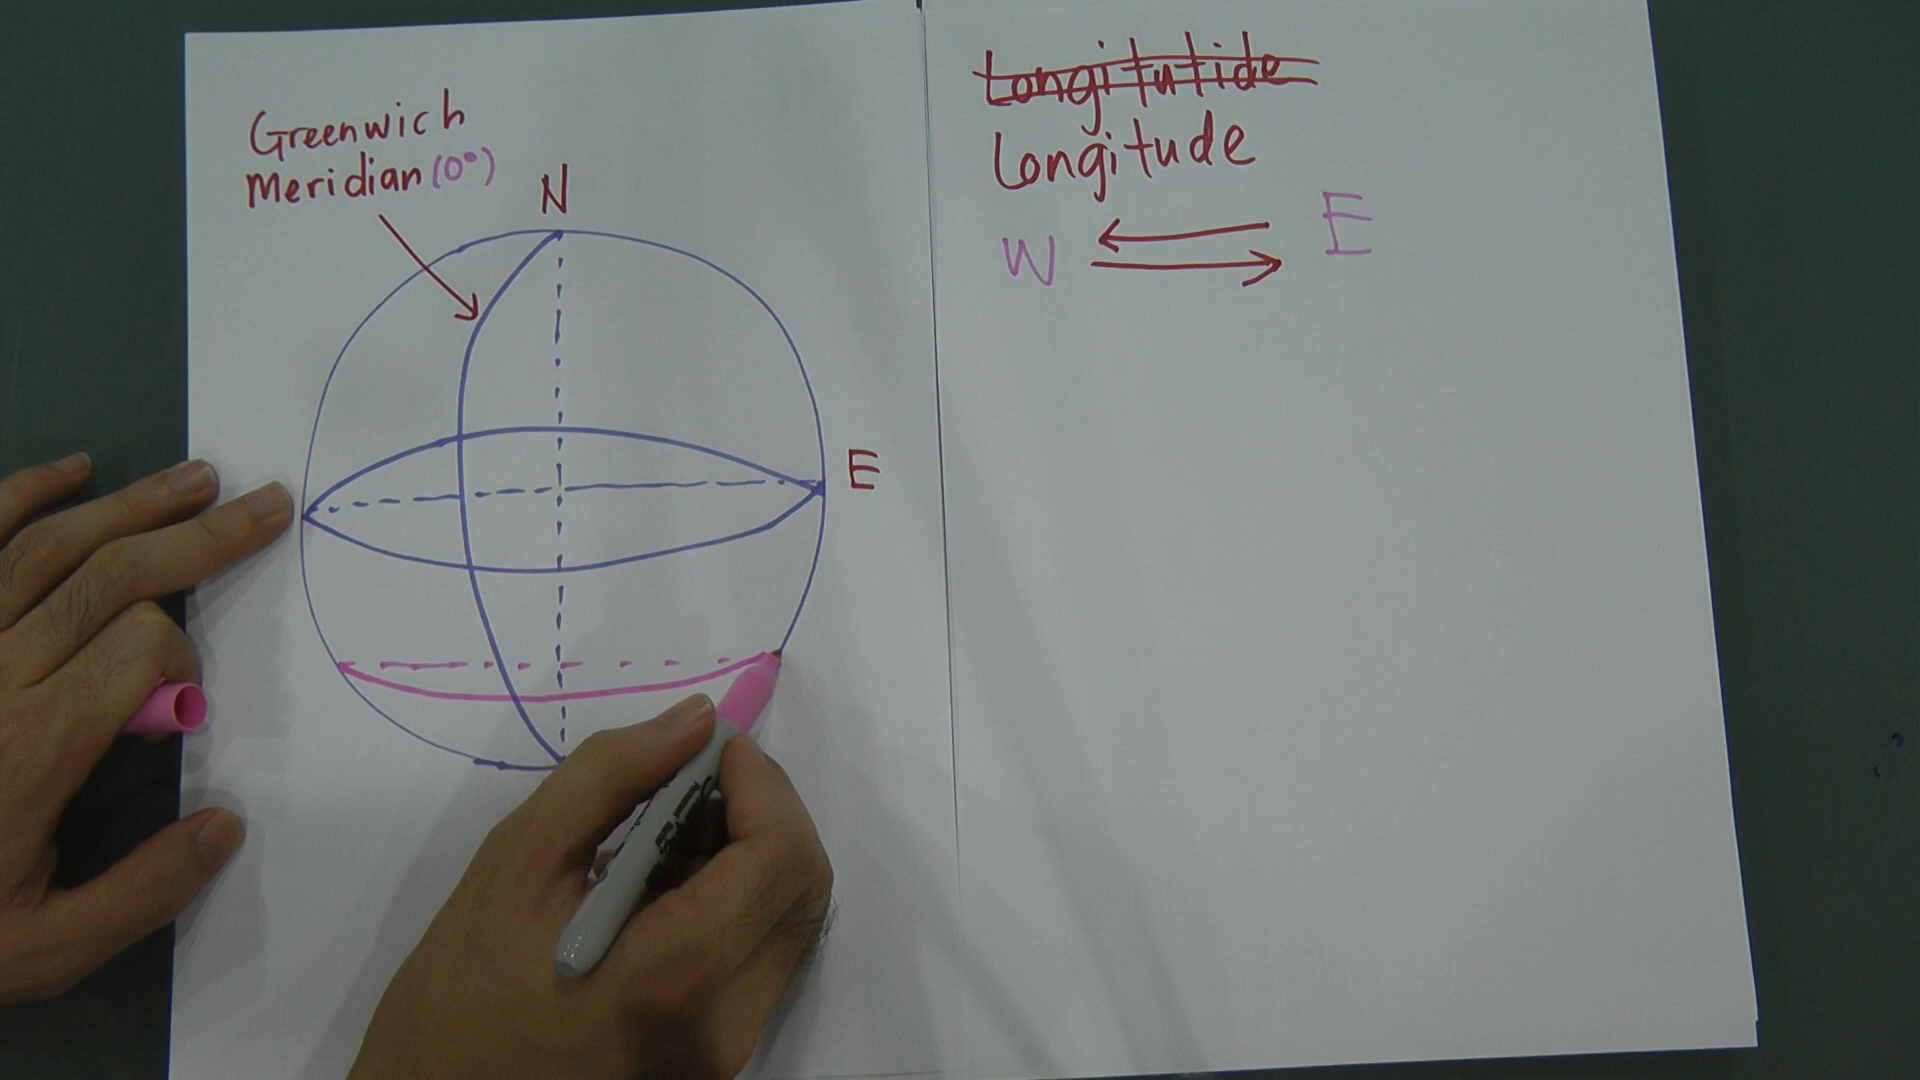 Greenwich
Meridian (0°)
N
E
Longitutide
Longitude
W E